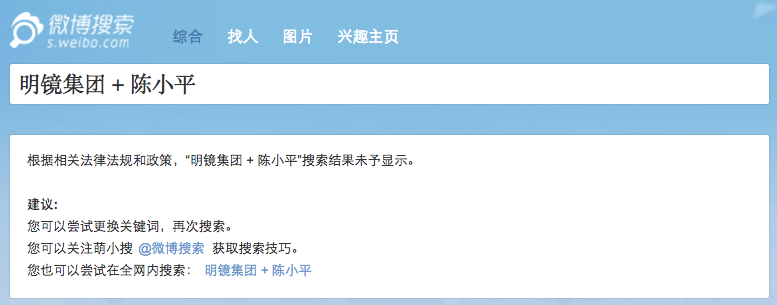 微博搜索
s.weibo.com
综合 找人 图片 兴趣主页
明镜集团 + 陈小平
根据相关法律法规和政策，“明镜集团 + 陈小平”搜索结果未予显示。
建议：
您可以尝试更换关键词，再次搜索。
您可以关注萌小搜 @微博搜索 获取搜索技巧。
您也可以尝试在全网内搜索： 明镜集团 + 陈小平